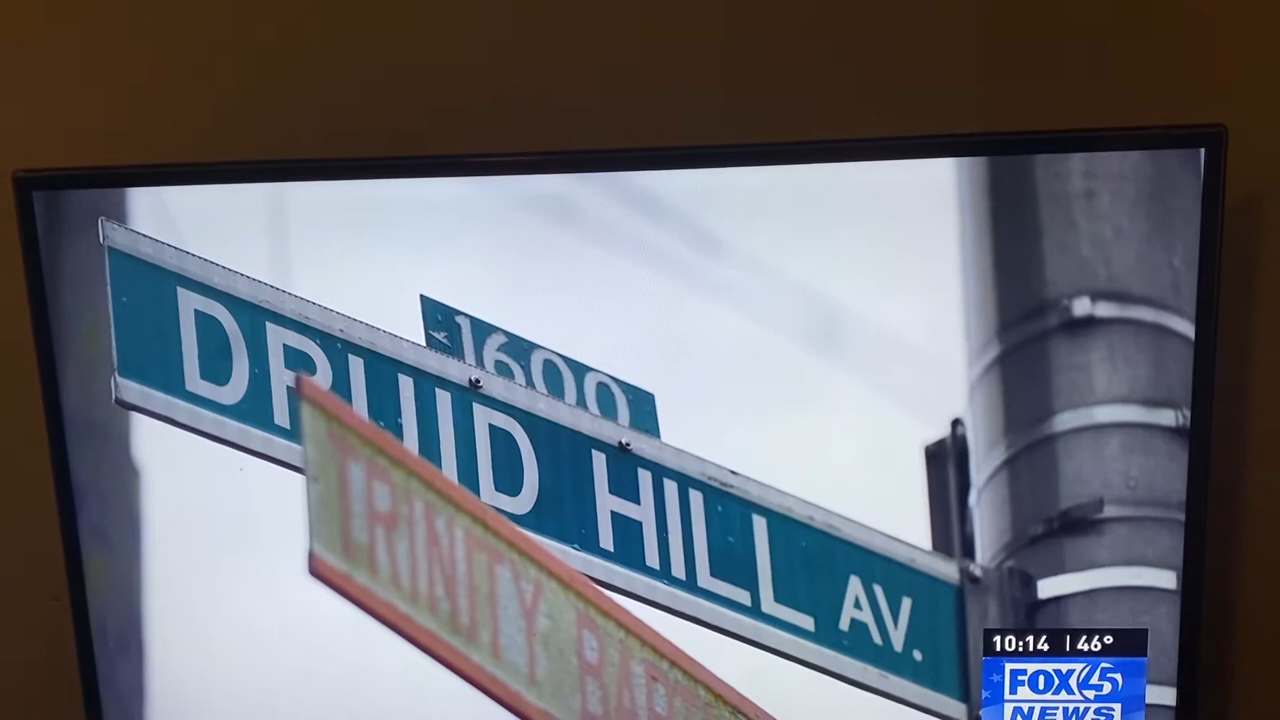 1600
DRUID HILL AV.
TRINITY
10:14 | 46°
FOX45
NEWS